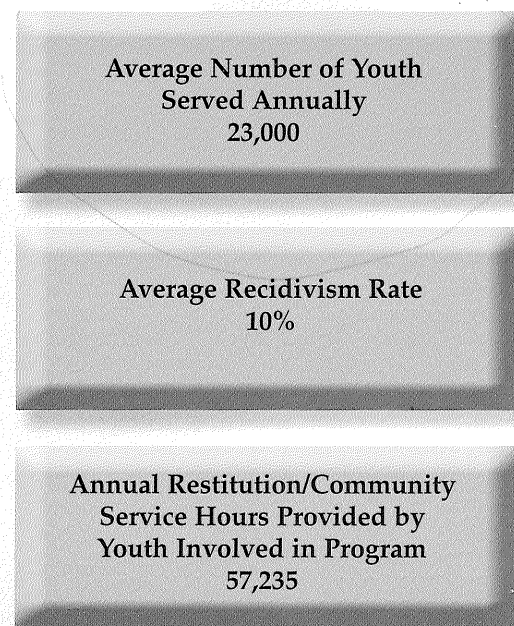 Average Number of Youth
Served Annually
23,000
Average Recidivism Rate
10%
Annual Restitution/Community
Service Hours Provided by
Youth Involved in Program
57,235